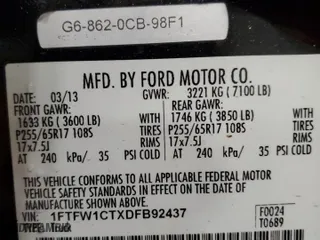 G6-862-0CB-98F1
MFD. BY FORD MOTOR CO.
DATE: 03/13 GVWR: 3221 KG (7100 LB)
FRONT GAWR: REAR GAWR:
1633 KG (3600 LB) 1746 KG (3850 LB)
P255/65R17 108S TIRES P255/65R17 108S TIRES
17x7.5J RIMS 17x7.5J RIMS
AT 240 kPa/ 35 PSI COLD AT 240 kPa/ 35 PSI COLD
THIS VEHICLE CONFORMS TO ALL APPLICABLE FEDERAL MOTOR
VEHICLE SAFETY STANDARDS IN EFFECT ON THE DATE OF
MANUFACTURE SHOWN ABOVE.
VIN: 1FTFW1CTXDFB92437 F0024
T0689